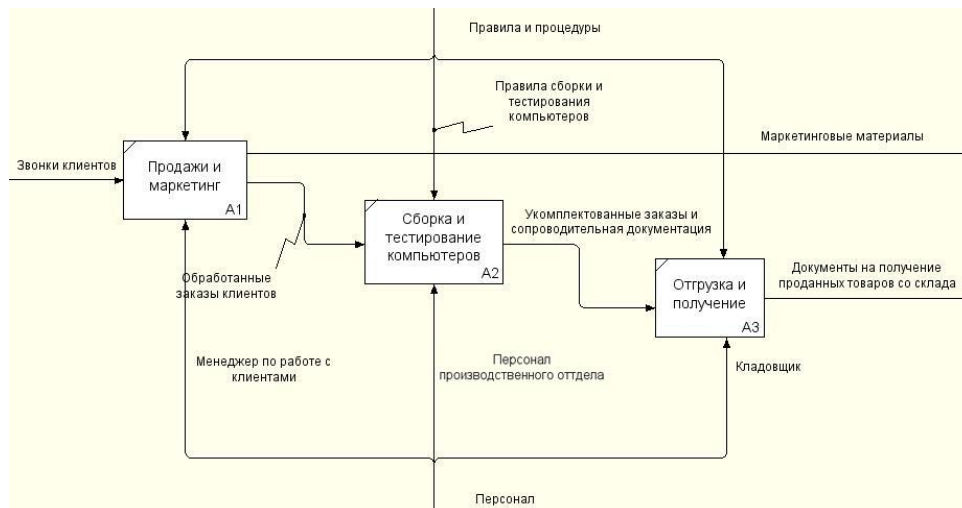 Правила и процедуры
Правила сборки и
тестирования
компьютеров
Маркетинговые материалы
Звонки клиентов
Продажи и
маркетинг
A1
Сборка и
тестирование
компьютеров
A2
Укомплектованные заказы и
сопроводительная документация
Обработанные
заказы клиентов
Отгрузка и
получение
A3
Документы на получение
проданных товаров со склада
Менеджер по работе с
клиентами
Персонал
производственного оттдела
Кладовщик
Персонал